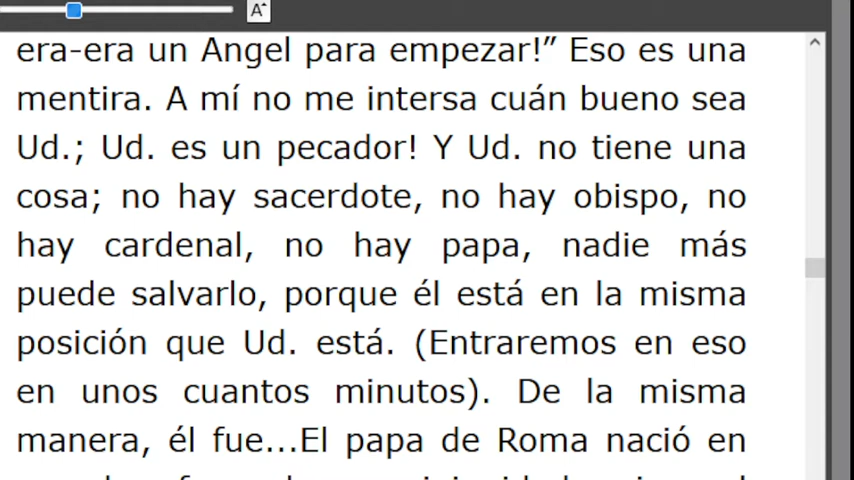 A
era-era un Angel para empezar!” Eso es una
mentira. A mí no me intersa cuán bueno sea
Ud.; Ud. es un pecador! Y Ud. no tiene una
cosa; no hay sacerdote, no hay obispo, no
hay cardenal, no hay papa, nadie más
puede salvarlo, porque él está en la misma
posición que Ud. está. (Entraremos en eso
en unos cuantos minutos). De la misma
manera, él fue...El papa de Roma nació en